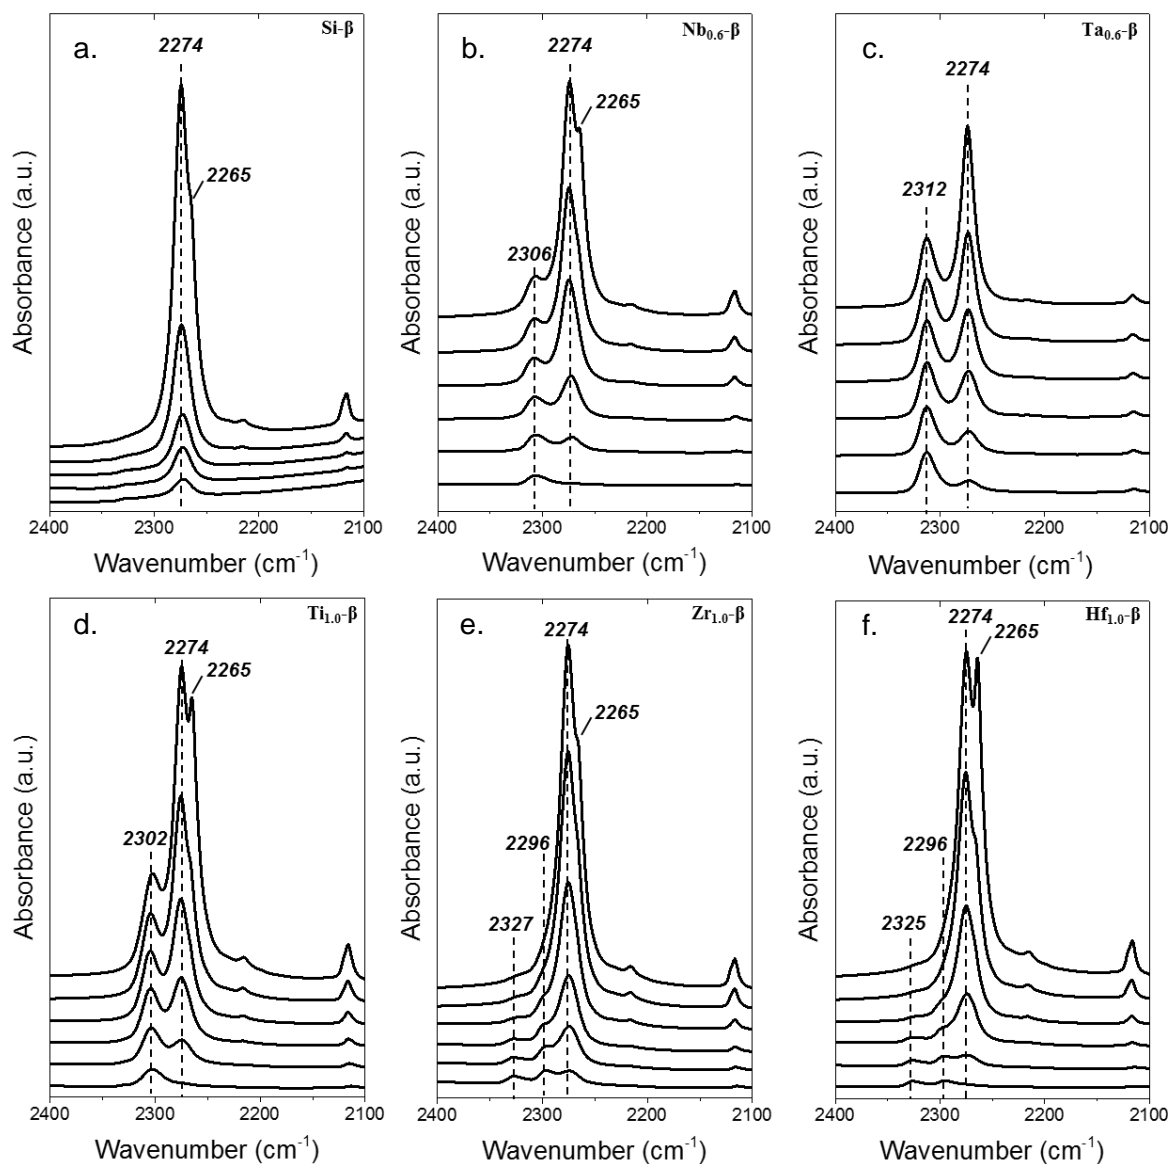 a.
Si-β
2274
2265
Absorbance (a.u.)
2400 2300 2200 2100
Wavenumber (cm⁻¹)
b.
Nb₀.₆-β
2274
2265
2306
Absorbance (a.u.)
2400 2300 2200 2100
Wavenumber (cm⁻¹)
c.
Ta₀.₆-β
2274
2312
Absorbance (a.u.)
2400 2300 2200 2100
Wavenumber (cm⁻¹)
d.
Ti₁.₀-β
2274
2265
2302
Absorbance (a.u.)
2400 2300 2200 2100
Wavenumber (cm⁻¹)
e.
Zr₁.₀-β
2274
2265
2296
2327
Absorbance (a.u.)
2400 2300 2200 2100
Wavenumber (cm⁻¹)
f.
Hf₁.₀-β
2274
2265
2296
2325
Absorbance (a.u.)
2400 2300 2200 2100
Wavenumber (cm⁻¹)